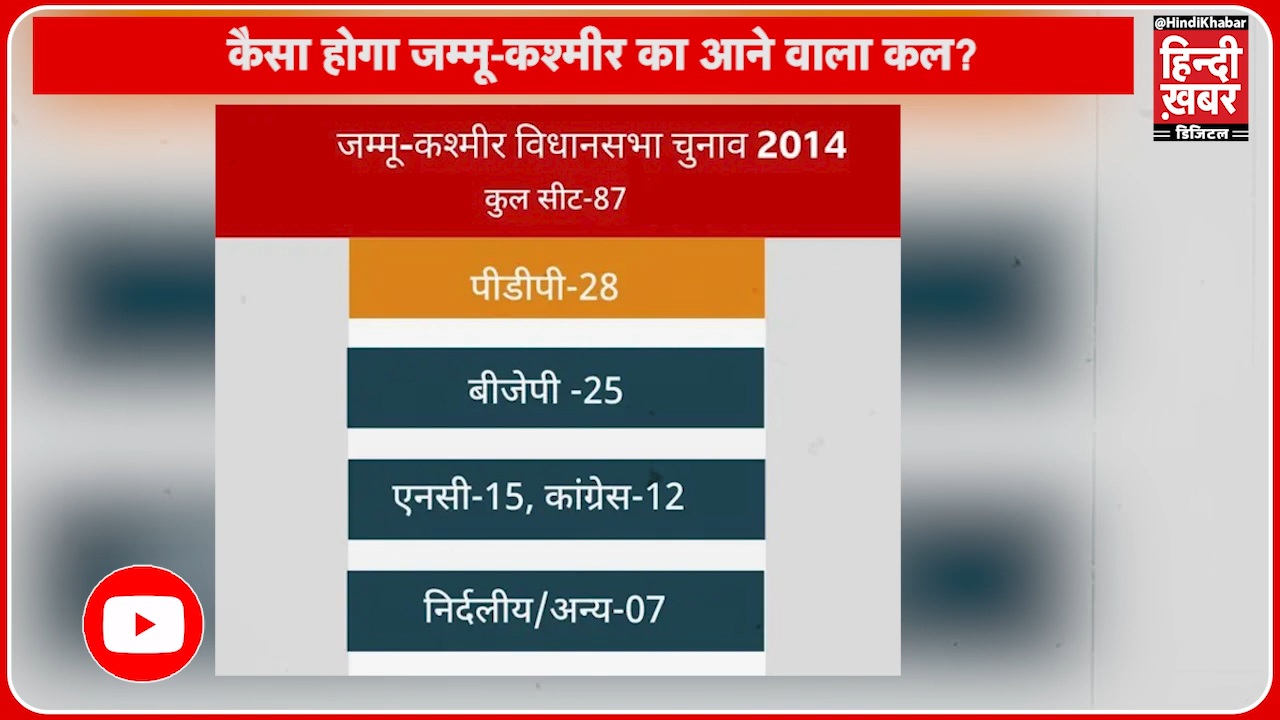 कैसा होगा जम्मू-कश्मीर का आने वाला कल?
@HindiKhabar
हिन्दी
ख़बर
डिजिटल
जम्मू-कश्मीर विधानसभा चुनाव 2014
कुल सीट-87
पीडीपी-28
बीजेपी -25
एनसी-15, कांग्रेस-12
निर्दलीय/अन्य-07